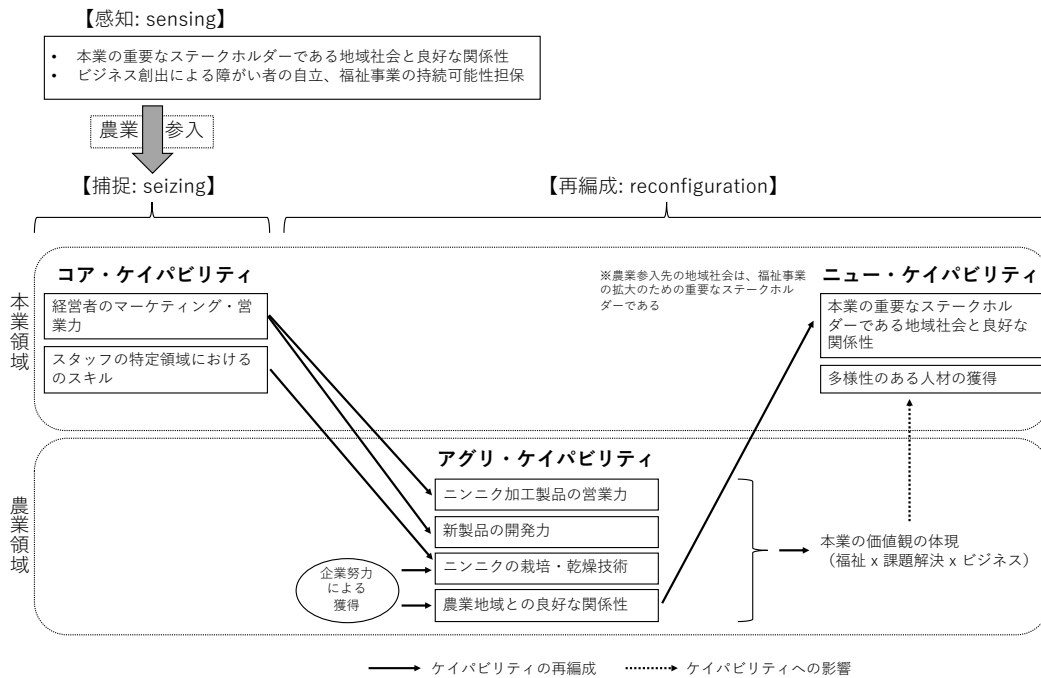 【感知: sensing】
• 本業の重要なステークホルダーである地域社会と良好な関係性
• ビジネス創出による障がい者の自立、福祉事業の持続可能性担保
農業 参入
【捕捉: seizing】
【再編成: reconfiguration】
本業領域
コア・ケイパビリティ
経営者のマーケティング・営
業力
スタッフの特定領域における
のスキル
※農業参入先の地域社会は、福祉事業
の拡大のための重要なステークホル
ダーである
ニュー・ケイパビリティ
本業の重要なステークホル
ダーである地域社会と良好な
関係性
多様性のある人材の獲得
農業領域
アグリ・ケイパビリティ
ニンニク加工製品の営業力
新製品の開発力
ニンニクの栽培・乾燥技術
農業地域との良好な関係性
企業努力
による
獲得
本業の価値観の体現
（福祉 x 課題解決 x ビジネス）
ケイパビリティの再編成
ケイパビリティへの影響